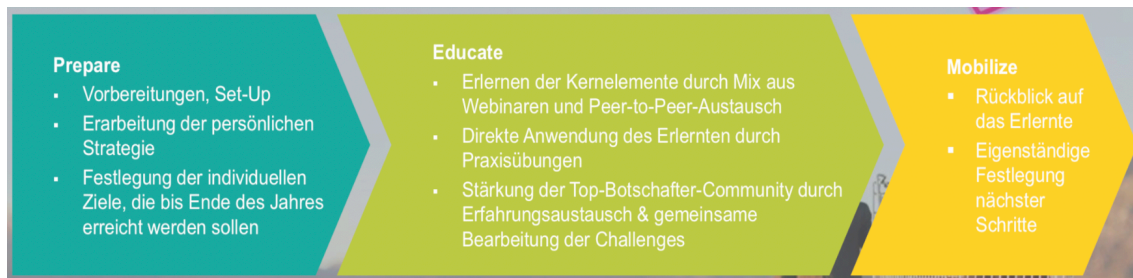 Prepare
▪ Vorbereitungen, Set-Up
▪ Erarbeitung der persönlichen
Strategie
▪ Festlegung der individuellen
Ziele, die bis Ende des Jahres
erreicht werden sollen
Educate
▪ Erlernen der Kernelemente durch Mix aus
Webinaren und Peer-to-Peer-Austausch
▪ Direkte Anwendung des Erlernten durch
Praxisübungen
▪ Stärkung der Top-Botschafter-Community durch
Erfahrungsaustausch & gemeinsame
Bearbeitung der Challenges
Mobilize
▪ Rückblick auf
das Erlernte
▪ Eigenständige
Festlegung
nächster
Schritte